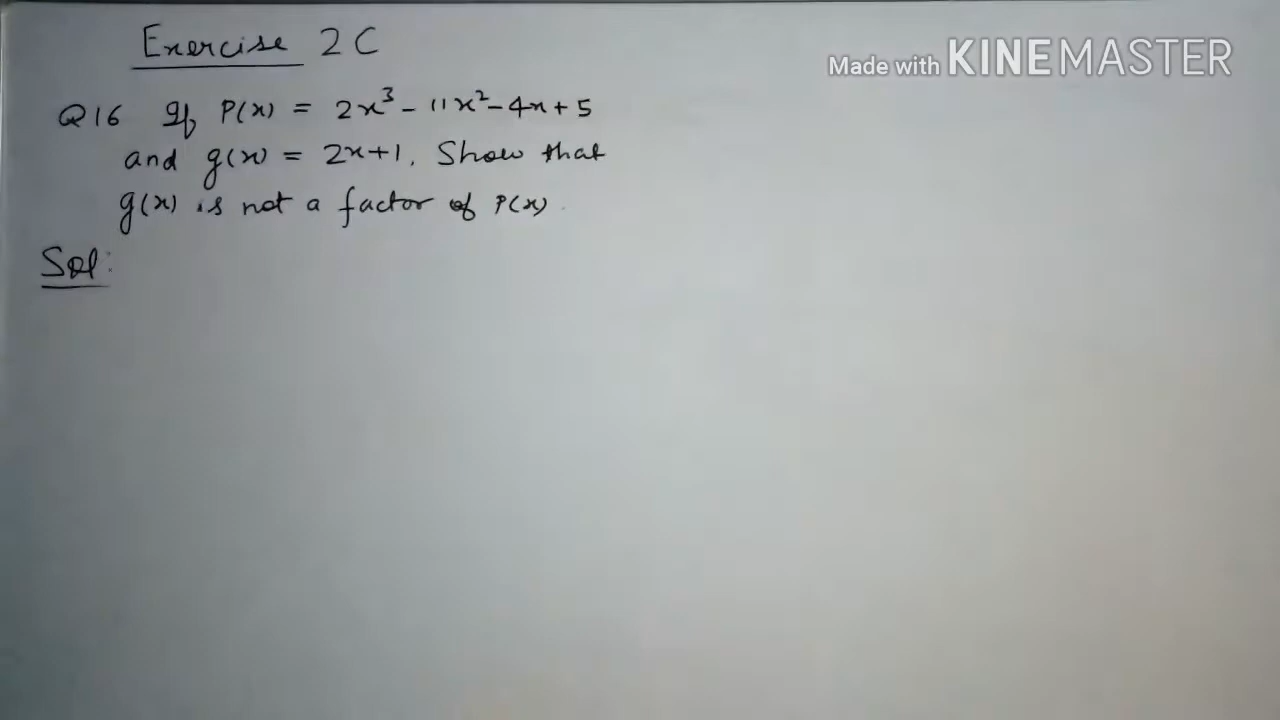 Exercise 2C
Made with KINEMASTER
Q16 If P(x) = 2x³ - 11x² - 4x + 5
and g(x) = 2x+1. Show that
g(x) is not a factor of P(x)
Sol: